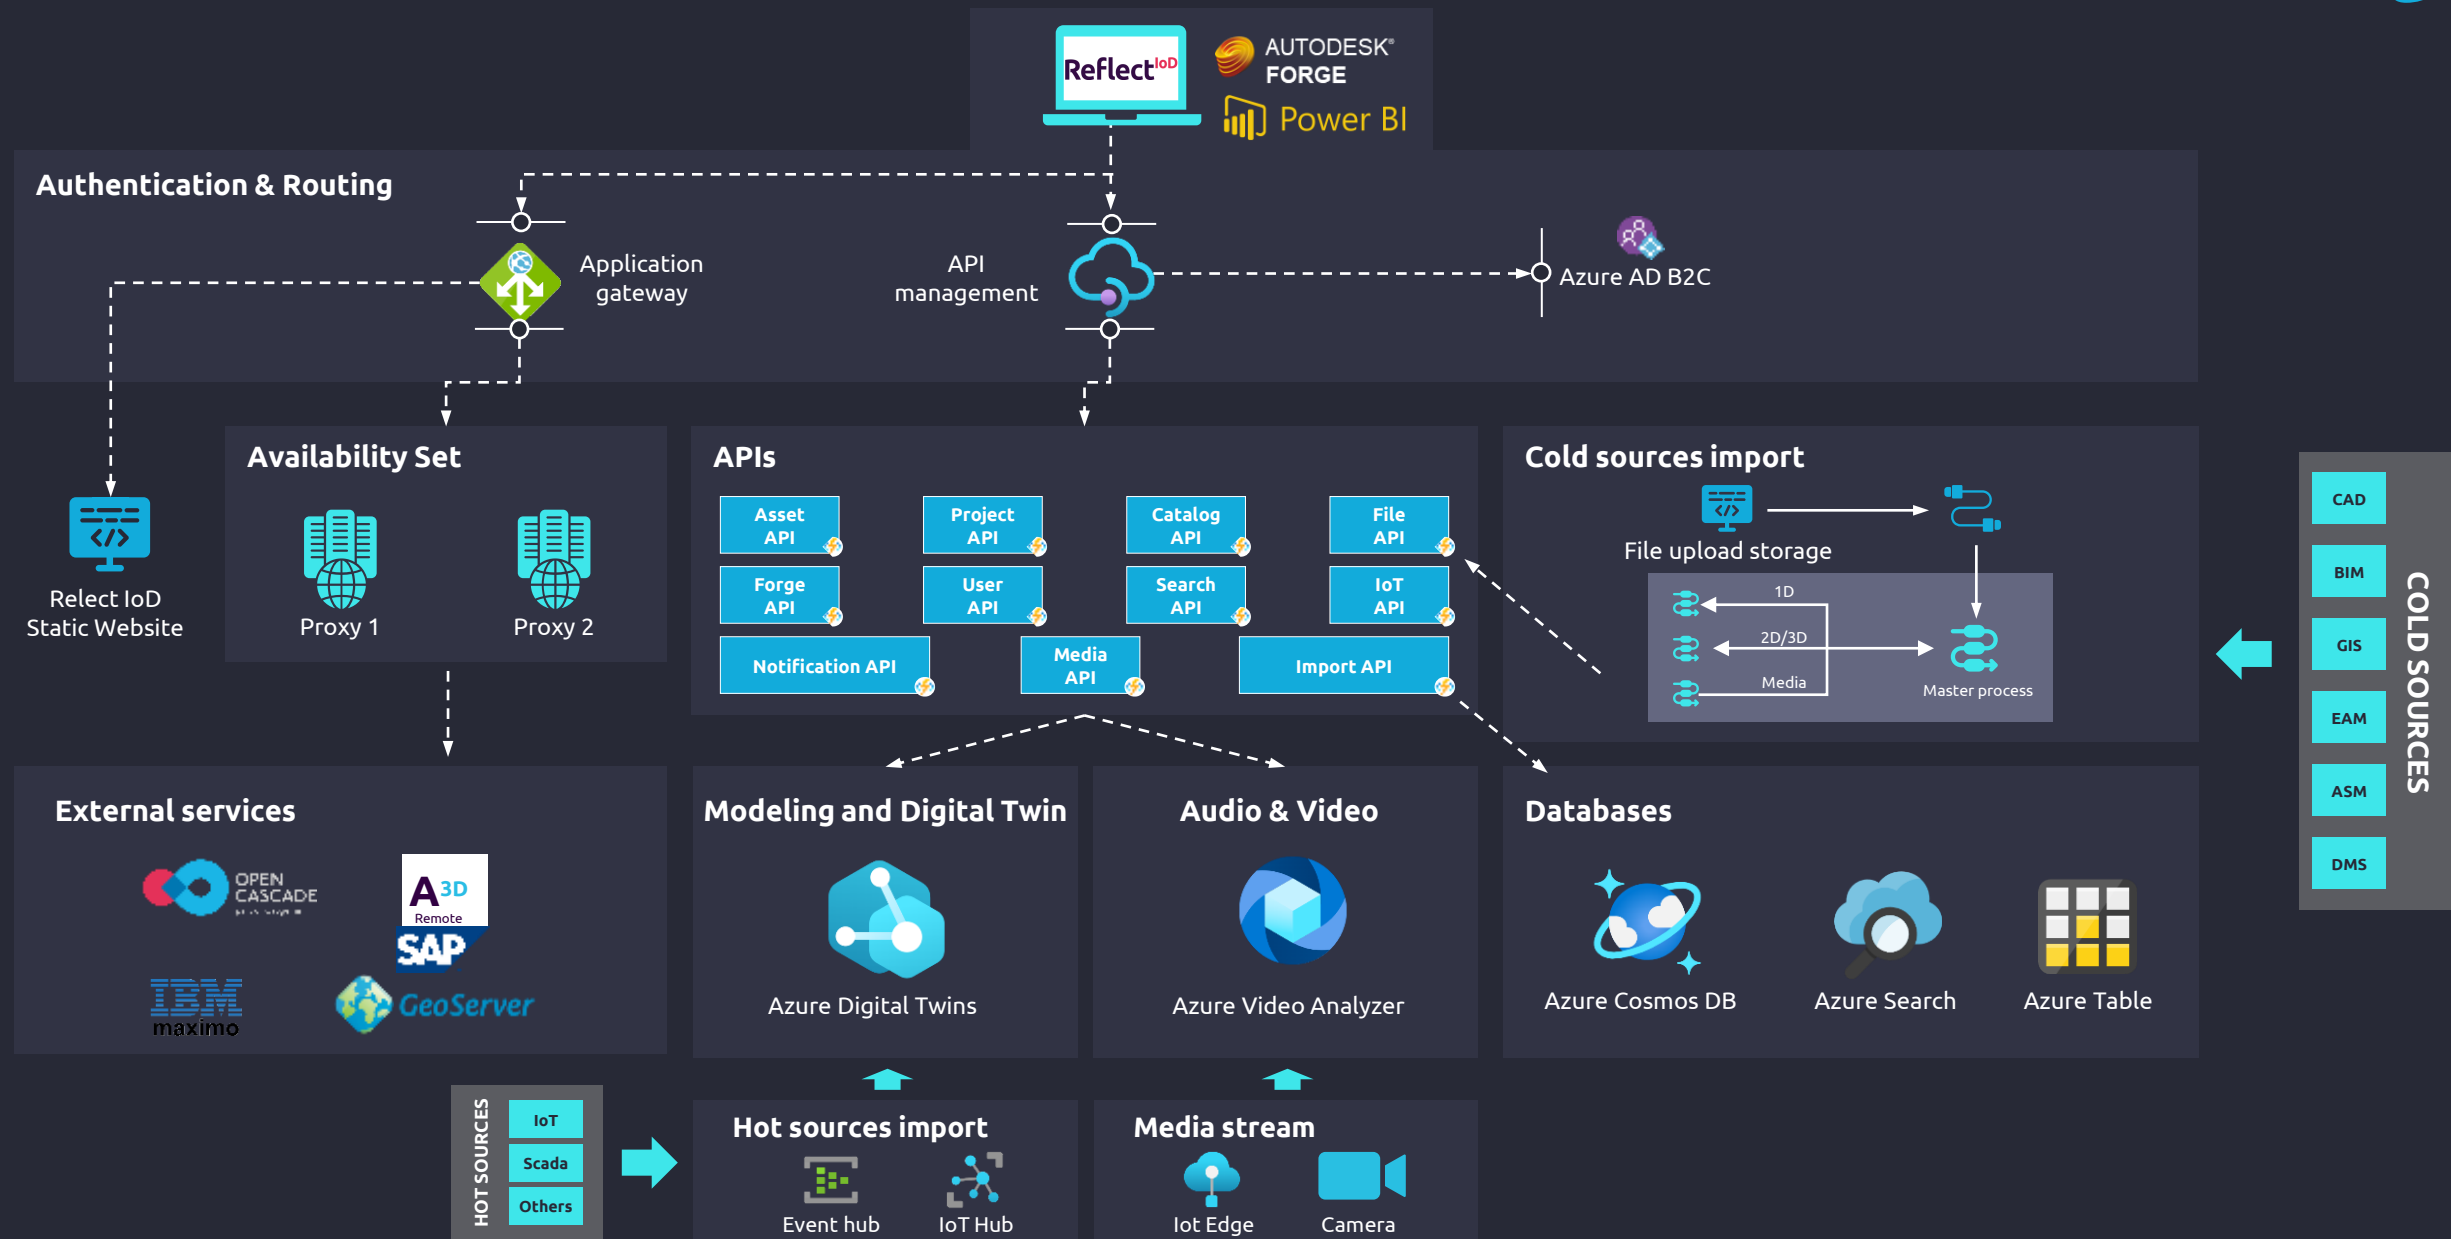 Reflect IoD
AUTODESK®
FORGE
Power BI
Authentication & Routing
Application
gateway
API
management
Azure AD B2C
Availability Set
Proxy 1
Proxy 2
Relect IoD
Static Website
APIs
Asset
API
Project
API
Catalog
API
File
API
Forge
API
User
API
Search
API
IoT
API
Notification API
Media
API
Import API
Cold sources import
File upload storage
1D
2D/3D
Media
Master process
CAD
BIM
GIS
EAM
ASM
DMS
COLD SOURCES
External services
OPEN
CASCADE
A 3D
Remote
SAP
IBM
maximo
GeoServer
Modeling and Digital Twin
Azure Digital Twins
Audio & Video
Azure Video Analyzer
Databases
Azure Cosmos DB
Azure Search
Azure Table
HOT SOURCES
IoT
Scada
Others
Hot sources import
Event hub
IoT Hub
Media stream
Iot Edge
Camera